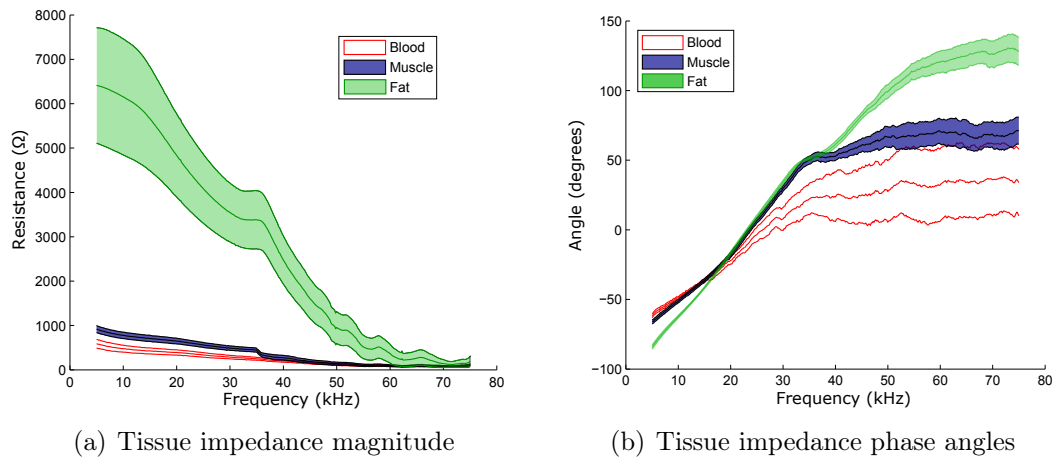 8000
7000
6000
5000
4000
3000
2000
1000
0
Resistance (Ω)
0 10 20 30 40 50 60 70 80
Frequency (kHz)
Blood
Muscle
Fat
(a) Tissue impedance magnitude
150
100
50
0
−50
−100
Angle (degrees)
0 10 20 30 40 50 60 70 80
Frequency (kHz)
Blood
Muscle
Fat
(b) Tissue impedance phase angles